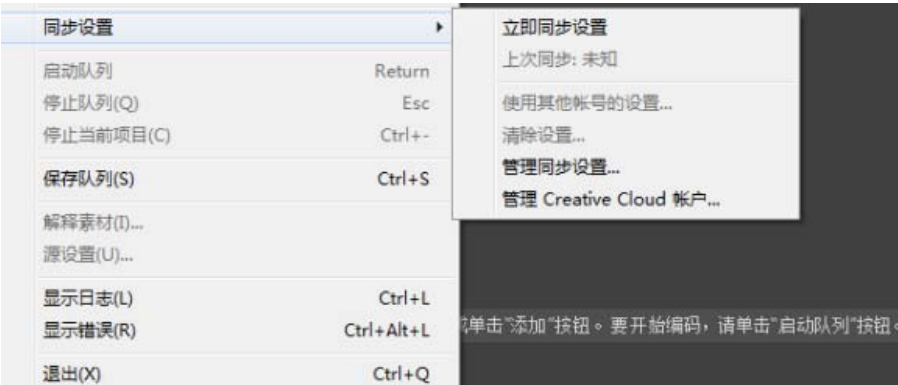 同步设置
启动队列 Return
停止队列(Q) Esc
停止当前项目(C) Ctrl+-
保存队列(S) Ctrl+S
解释素材(I)...
源设置(U)...
显示日志(L) Ctrl+L
显示错误(R) Ctrl+Alt+L
退出(X) Ctrl+Q
立即同步设置
上次同步: 未知
使用其他帐号的设置...
清除设置...
管理同步设置...
管理 Creative Cloud 帐户...
单击"添加"按钮。要开始编码，请单击"启动队列"按钮。